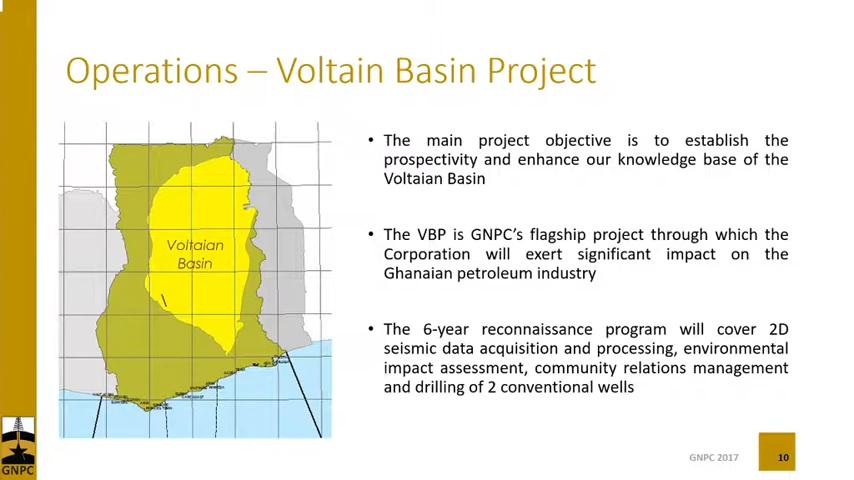 Operations – Voltain Basin Project
Voltaian
Basin
• The main project objective is to establish the
prospectivity and enhance our knowledge base of the
Voltaian Basin
• The VBP is GNPC’s flagship project through which the
Corporation will exert significant impact on the
Ghanaian petroleum industry
• The 6-year reconnaissance program will cover 2D
seismic data acquisition and processing, environmental
impact assessment, community relations management
and drilling of 2 conventional wells
GNPC
GNPC 2017
10